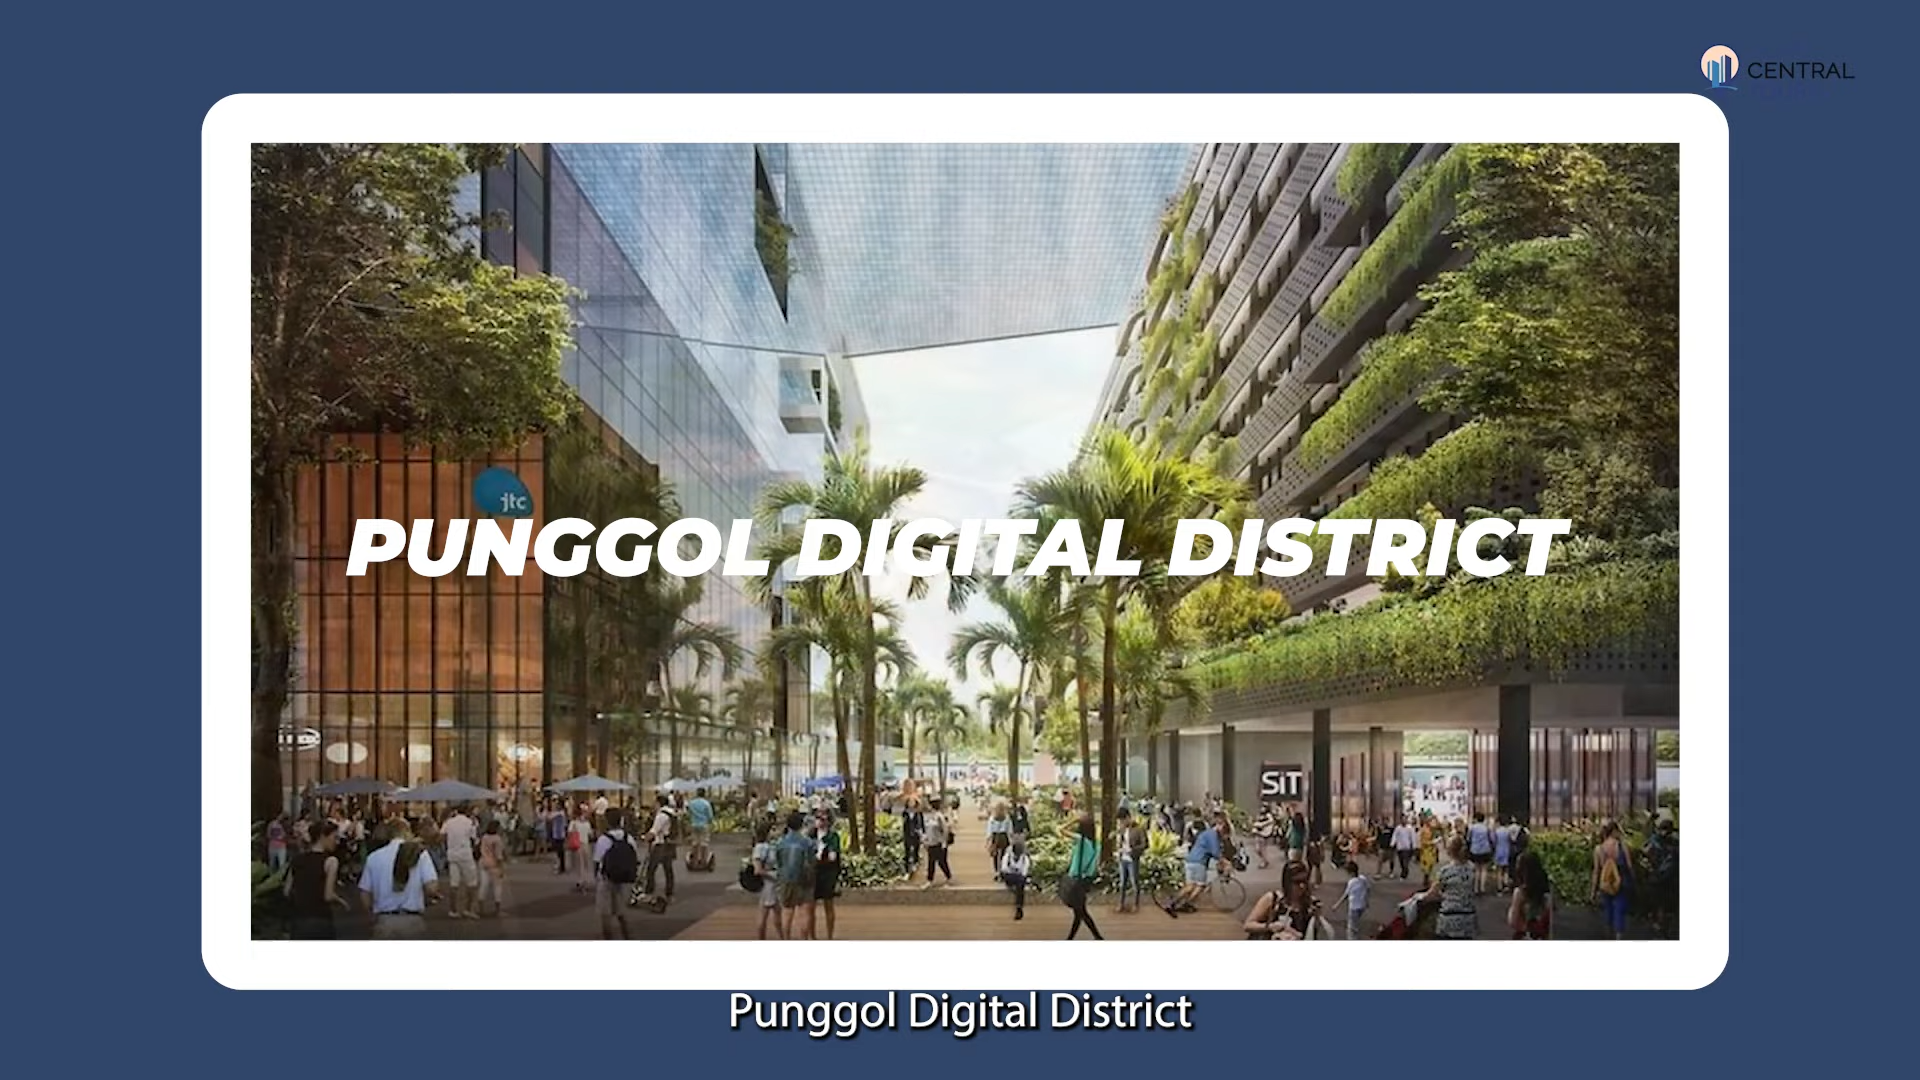 CENTRAL
jtc
PUNGGOL DIGITAL DISTRICT
SiT
Punggol Digital District